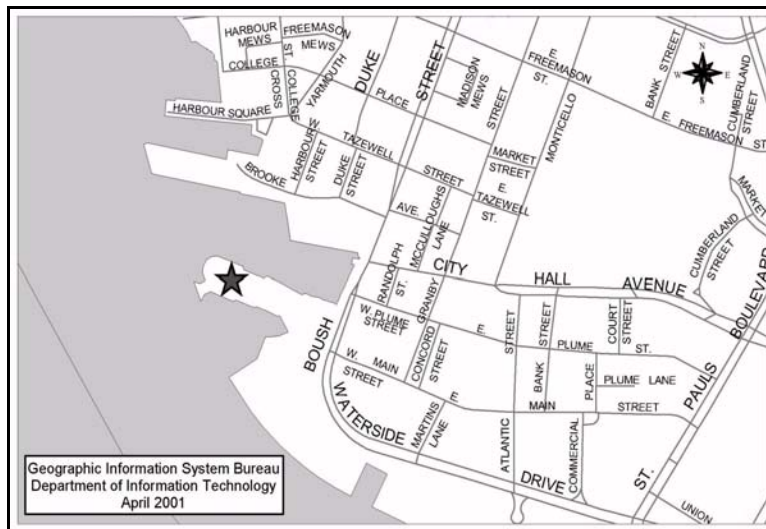 HARBOUR MEWS
FREEMASON
MEWS
COLLEGE
ST.
CROSS
COLLEGE
YARMOUTH
HARBOUR SQUARE
DUKE
STREET
PLACE
MADISON MEWS
E
FREEMASON
ST.
STREET
MONTICELLO
BANK STREET
N
W E
S
CUMBERLAND STREET
E
FREEMASON ST.
W.
TAZEWELL
STREET
HARBOUR STREET
DUKE STREET
BROOKE
MARKET
STREET
E.
TAZEWELL
ST.
AVE.
MCCULLOUGHS LANE
RANDOLPH
ST.
GRANBY
CITY HALL AVENUE
MARKET
CUMBERLAND STREET
BOULEVARD
W. PLUME
STREET
E
E
PLUME
ST.
STREET
STREET
COURT STREET
BOUSH
W.
MAIN
STREET
CONCORD STREET
E
MAIN
STREET
BANK
PLACE
PLUME LANE
PAULS
ST.
WATERSIDE
DRIVE
MARTINS LANE
ATLANTIC
COMMERCIAL
UNION
Geographic Information System Bureau
Department of Information Technology
April 2001